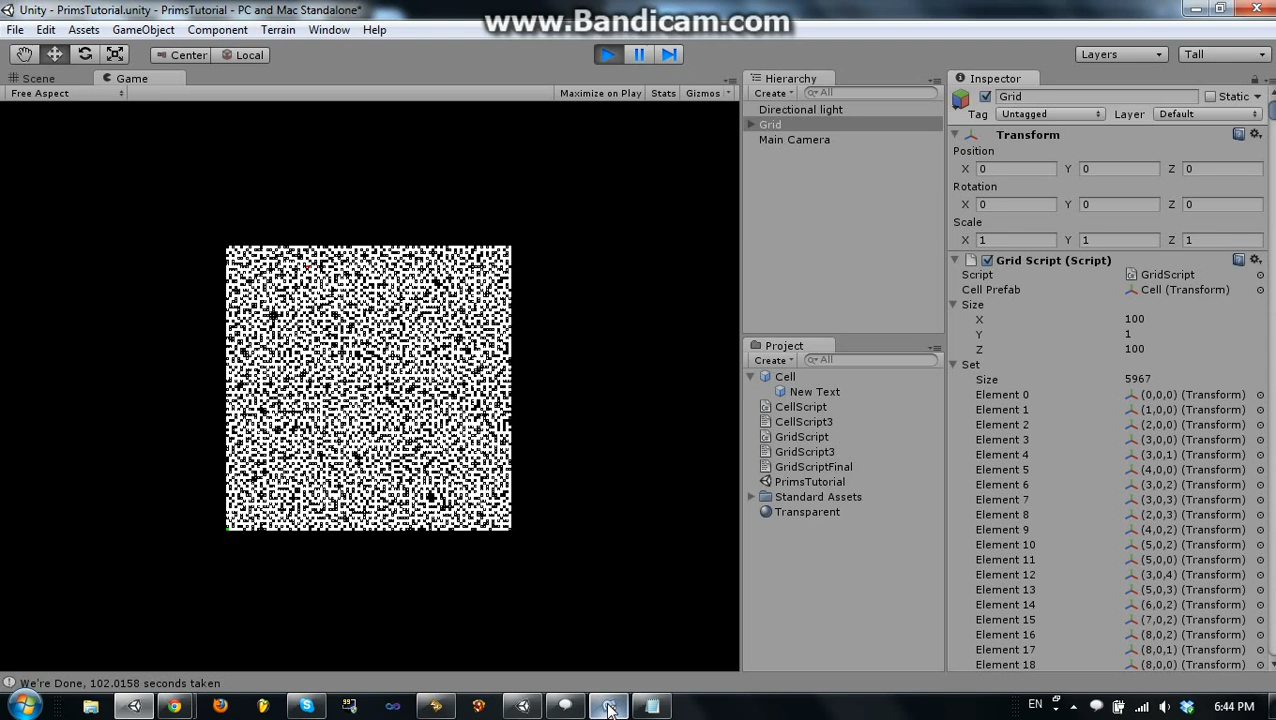 Unity - PrimsTutorial.unity - PrimsTutorial - PC and Mac Standalone*
www.Bandicam.com
File Edit Assets GameObject Component Terrain Window Help
Center Local
Layers Tall
Scene Game
Free Aspect
Maximize on Play Stats Gizmos
Hierarchy
Create All
Directional light
Grid
Main Camera
Project
Create All
Cell
New Text
CellScript
CellScript3
GridScript
GridScript3
GridScriptFinal
PrimsTutorial
Standard Assets
Transparent
Inspector
Grid Static
Tag Untagged Layer Default
Transform
Position
X 0 Y 0 Z 0
Rotation
X 0 Y 0 Z 0
Scale
X 1 Y 1 Z 1
Grid Script (Script)
Script GridScript
Cell Prefab Cell (Transform)
Size
X 100
Y 1
Z 100
Set
Size 5967
Element 0 (0,0,0) (Transform)
Element 1 (1,0,0) (Transform)
Element 2 (2,0,0) (Transform)
Element 3 (3,0,0) (Transform)
Element 4 (3,0,1) (Transform)
Element 5 (4,0,0) (Transform)
Element 6 (3,0,2) (Transform)
Element 7 (3,0,3) (Transform)
Element 8 (2,0,3) (Transform)
Element 9 (4,0,2) (Transform)
Element 10 (5,0,2) (Transform)
Element 11 (5,0,0) (Transform)
Element 12 (3,0,4) (Transform)
Element 13 (5,0,3) (Transform)
Element 14 (6,0,2) (Transform)
Element 15 (7,0,2) (Transform)
Element 16 (8,0,2) (Transform)
Element 17 (8,0,1) (Transform)
Element 18 (8,0,0) (Transform)
We're Done, 102.0158 seconds taken
EN 6:44 PM